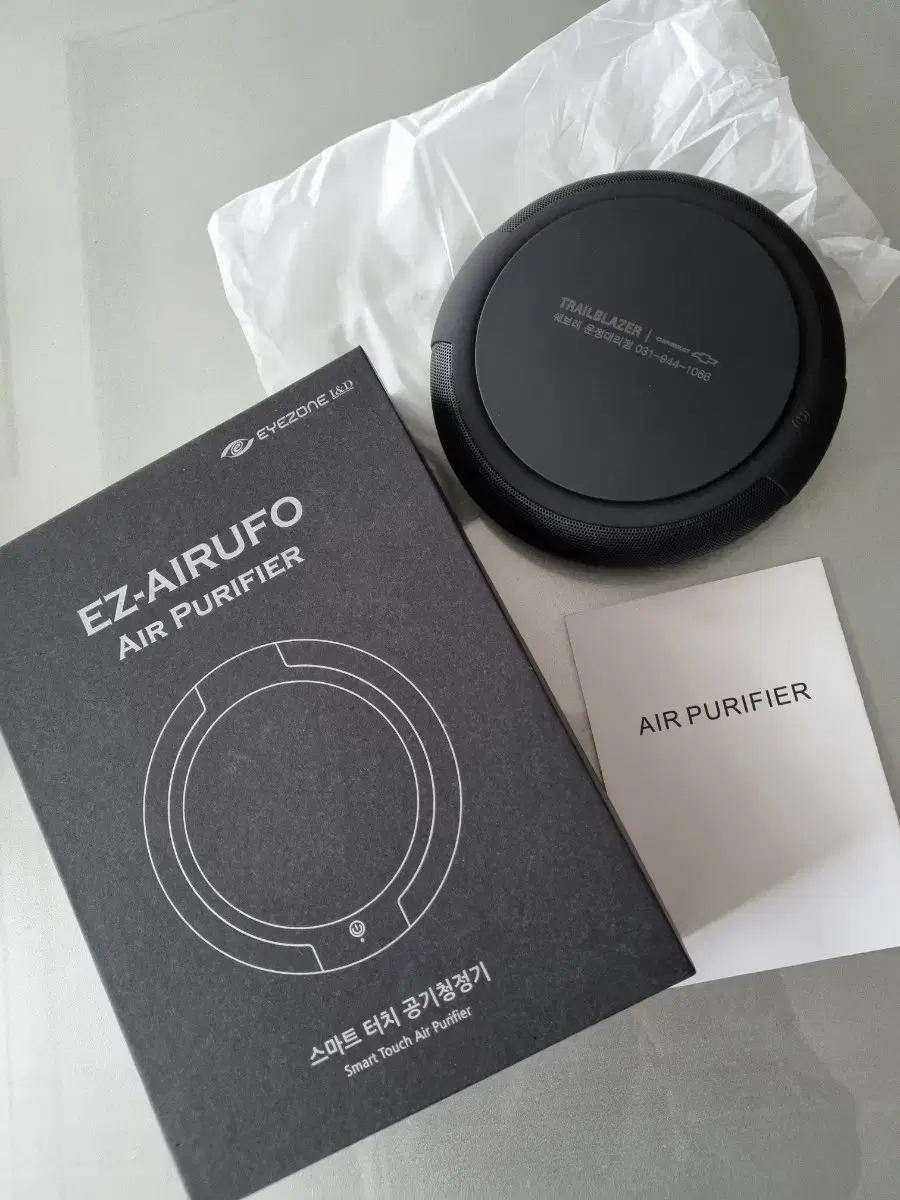 TRAILBLAZER | CHEVROLET
쉐보레 운정대리점 031-944-1066
EYEZONE I&D
EZ-AIRUFO
AIR PURIFIER
스마트 터치 공기청정기
Smart Touch Air Purifier
AIR PURIFIER